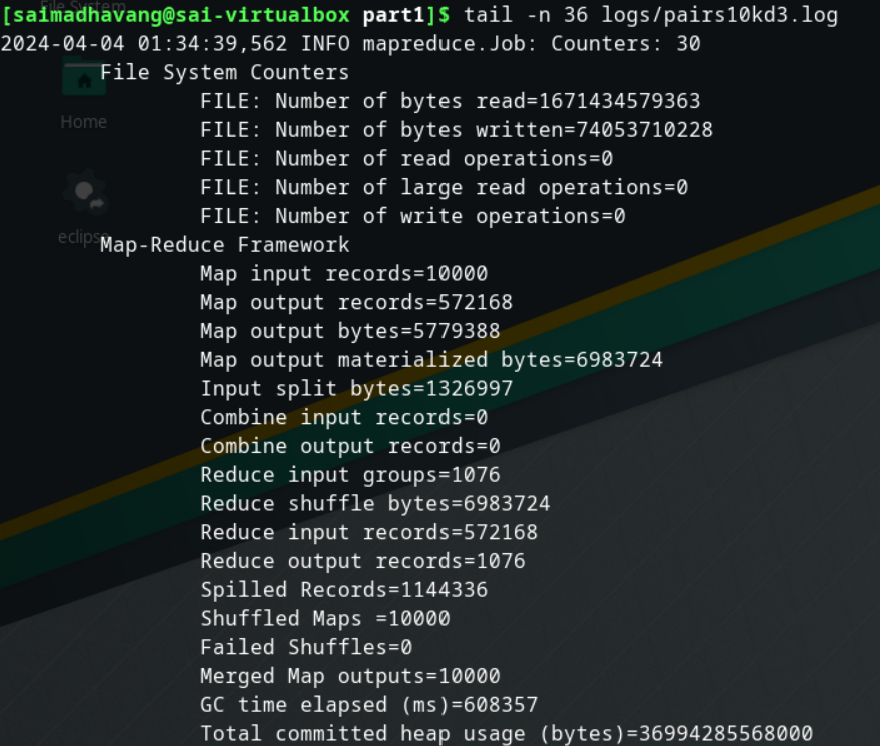 File System
[saimadhavang@sai-virtualbox part1]$ tail -n 36 logs/pairs10kd3.log
2024-04-04 01:34:39,562 INFO mapreduce.Job: Counters: 30
File System Counters
FILE: Number of bytes read=1671434579363
Home
FILE: Number of bytes written=74053710228
FILE: Number of read operations=0
FILE: Number of large read operations=0
FILE: Number of write operations=0
eclipse
Map-Reduce Framework
Map input records=10000
Map output records=572168
Map output bytes=5779388
Map output materialized bytes=6983724
Input split bytes=1326997
Combine input records=0
Combine output records=0
Reduce input groups=1076
Reduce shuffle bytes=6983724
Reduce input records=572168
Reduce output records=1076
Spilled Records=1144336
Shuffled Maps =10000
Failed Shuffles=0
Merged Map outputs=10000
GC time elapsed (ms)=608357
Total committed heap usage (bytes)=36994285568000